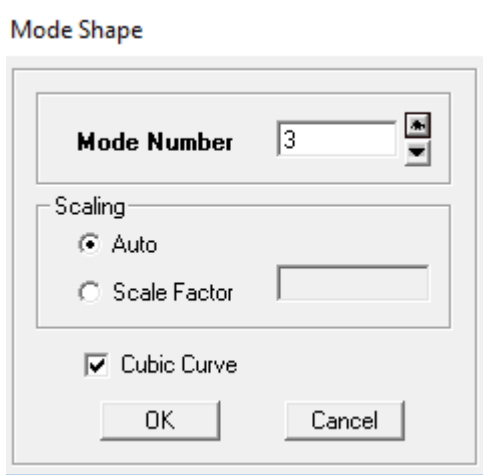 Mode Shape
Mode Number 3
Scaling
Auto
Scale Factor
Cubic Curve
OK Cancel